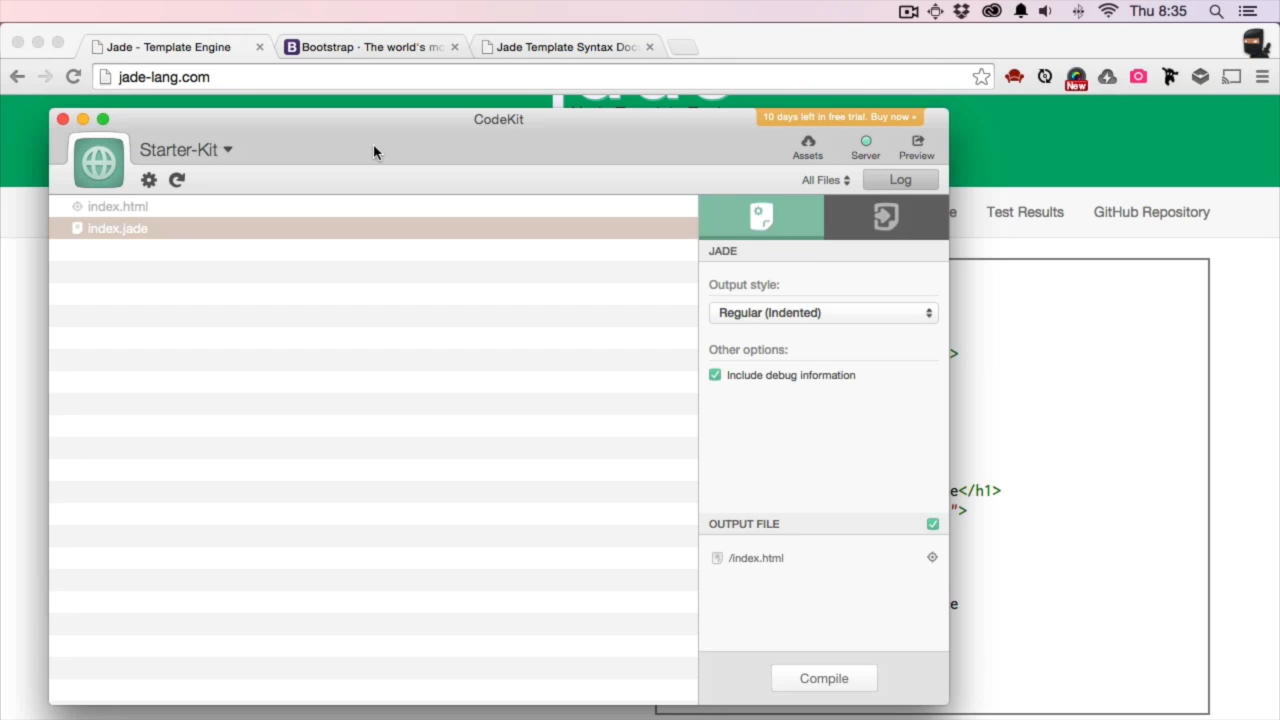 Thu 8:35
Jade - Template Engine
Bootstrap · The world's mo
Jade Template Syntax Doc
jade-lang.com
New
CodeKit
10 days left in free trial. Buy now
Starter-Kit
Assets
Server
Preview
All Files
Log
index.html
index.jade
e
Test Results
GitHub Repository
JADE
Output style:
Regular (Indented)
>
Other options:
Include debug information
e</h1>
">
OUTPUT FILE
/index.html
e
Compile